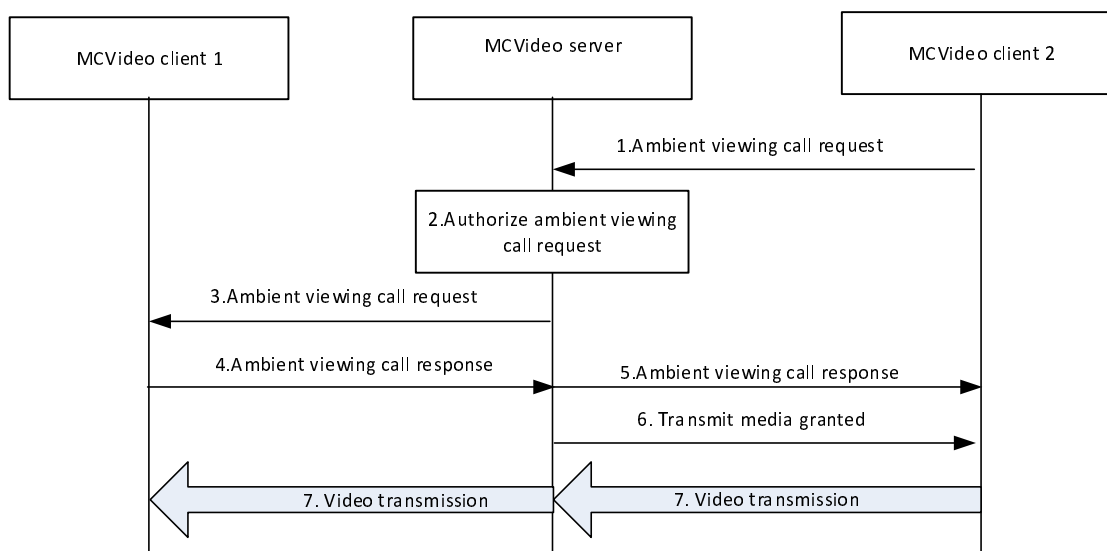 MCVideo client 1
MCVideo server
MCVideo client 2
1.Ambient viewing call request
2.Authorize ambient viewing
call request
3.Ambient viewing call request
4.Ambient viewing call response
5.Ambient viewing call response
6. Transmit media granted
7. Video transmission
7. Video transmission